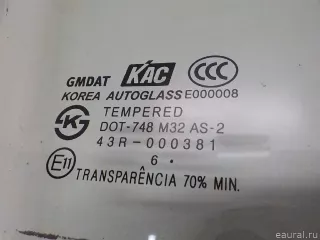 GMDAT KAC CCC
KOREA AUTOGLASS E000008
TEMPERED
DOT-748 M32 AS-2
43R-000381
6 .
E11 TRANSPARÊNCIA 70% MIN.
eaural.ru